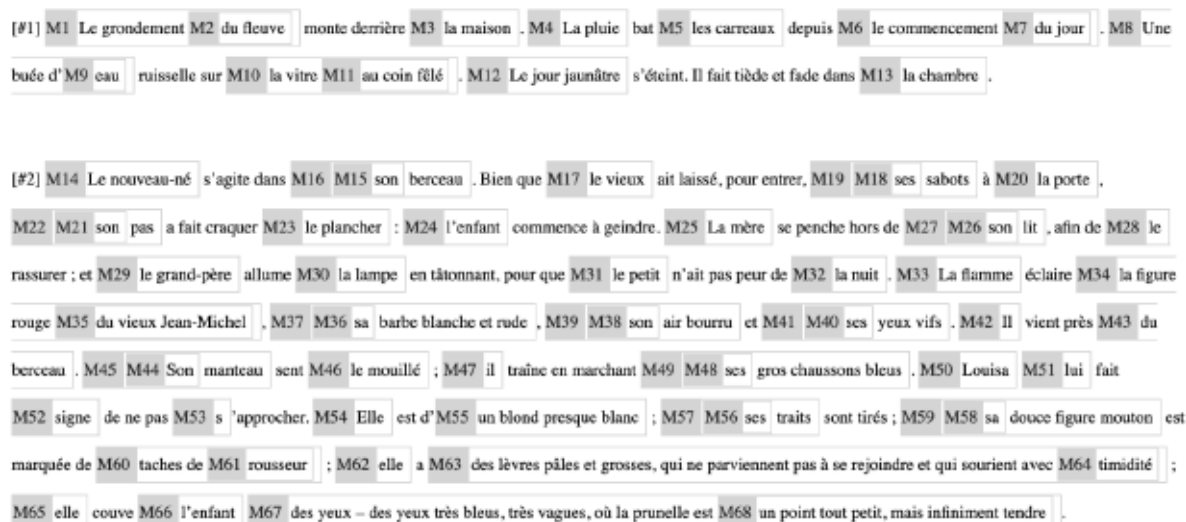 [#1] M1 Le grondement M2 du fleuve monte derrière M3 la maison . M4 La pluie bat M5 les carreaux depuis M6 le commencement M7 du jour . M8 Une
buée d' M9 eau ruisselle sur M10 la vitre M11 au coin fêlé . M12 Le jour jaunâtre s'éteint. Il fait tiède et fade dans M13 la chambre .
[#2] M14 Le nouveau-né s'agite dans M16 M15 son berceau . Bien que M17 le vieux ait laissé, pour entrer, M19 M18 ses sabots à M20 la porte ,
M22 M21 son pas a fait craquer M23 le plancher : M24 l'enfant commence à geindre. M25 La mère se penche hors de M27 M26 son lit , afin de M28 le
rassurer ; et M29 le grand-père allume M30 la lampe en tâtonnant, pour que M31 le petit n'ait pas peur de M32 la nuit . M33 La flamme éclaire M34 la figure
rouge M35 du vieux Jean-Michel , M37 M36 sa barbe blanche et rude , M39 M38 son air bourru et M41 M40 ses yeux vifs . M42 Il vient près M43 du
berceau . M45 M44 Son manteau sent M46 le mouillé ; M47 il traîne en marchant M49 M48 ses gros chaussons bleus . M50 Louisa M51 lui fait
M52 signe de ne pas M53 s 'approcher. M54 Elle est d' M55 un blond presque blanc ; M57 M56 ses traits sont tirés ; M59 M58 sa douce figure mouton est
marquée de M60 taches de M61 rousseur ; M62 elle a M63 des lèvres pâles et grosses, qui ne parviennent pas à se rejoindre et qui sourient avec M64 timidité ;
M65 elle couve M66 l'enfant M67 des yeux – des yeux très bleus, très vagues, où la prunelle est M68 un point tout petit, mais infiniment tendre .